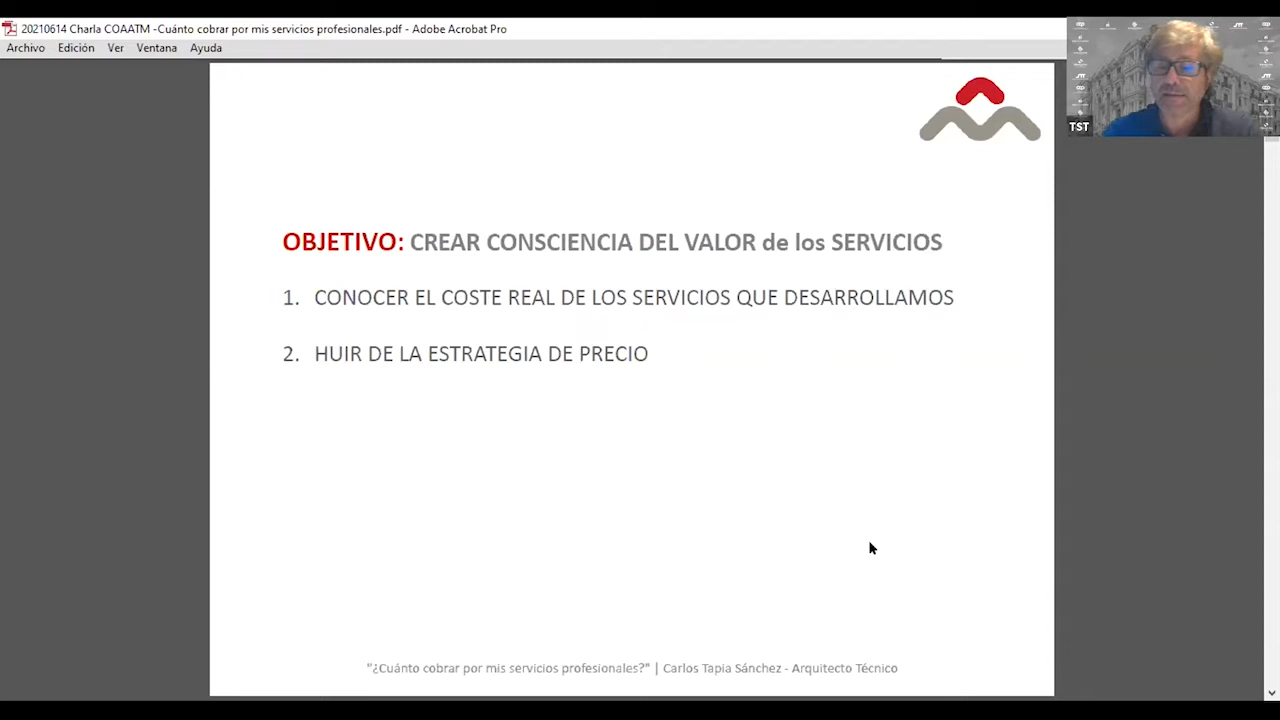 20210614 Charla COAATM -Cuánto cobrar por mis servicios profesionales.pdf - Adobe Acrobat Pro
Archivo Edición Ver Ventana Ayuda
TST
OBJETIVO: CREAR CONSCIENCIA DEL VALOR de los SERVICIOS
1. CONOCER EL COSTE REAL DE LOS SERVICIOS QUE DESARROLLAMOS
2. HUIR DE LA ESTRATEGIA DE PRECIO
"¿Cuánto cobrar por mis servicios profesionales?" | Carlos Tapia Sánchez - Arquitecto Técnico